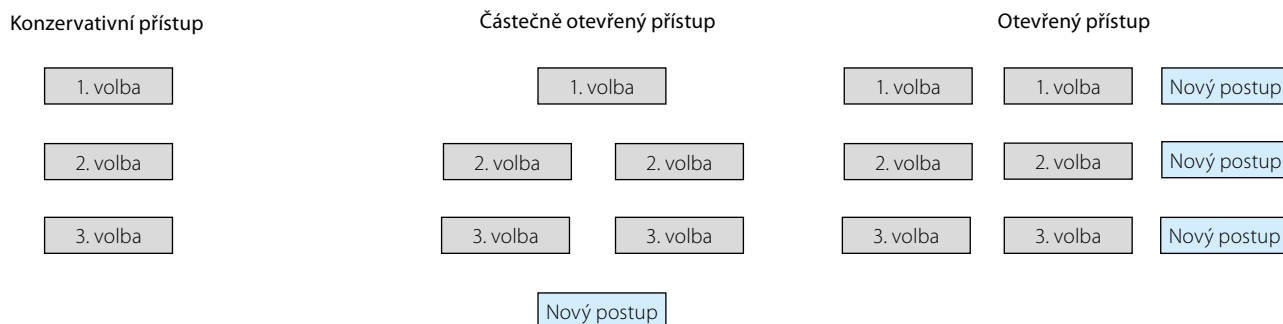 Konzervativní přístup
Částečně otevřený přístup
Otevřený přístup
1. volba
1. volba
1. volba
1. volba
Nový postup
2. volba
2. volba
2. volba
2. volba
2. volba
Nový postup
3. volba
3. volba
3. volba
3. volba
3. volba
Nový postup
Nový postup